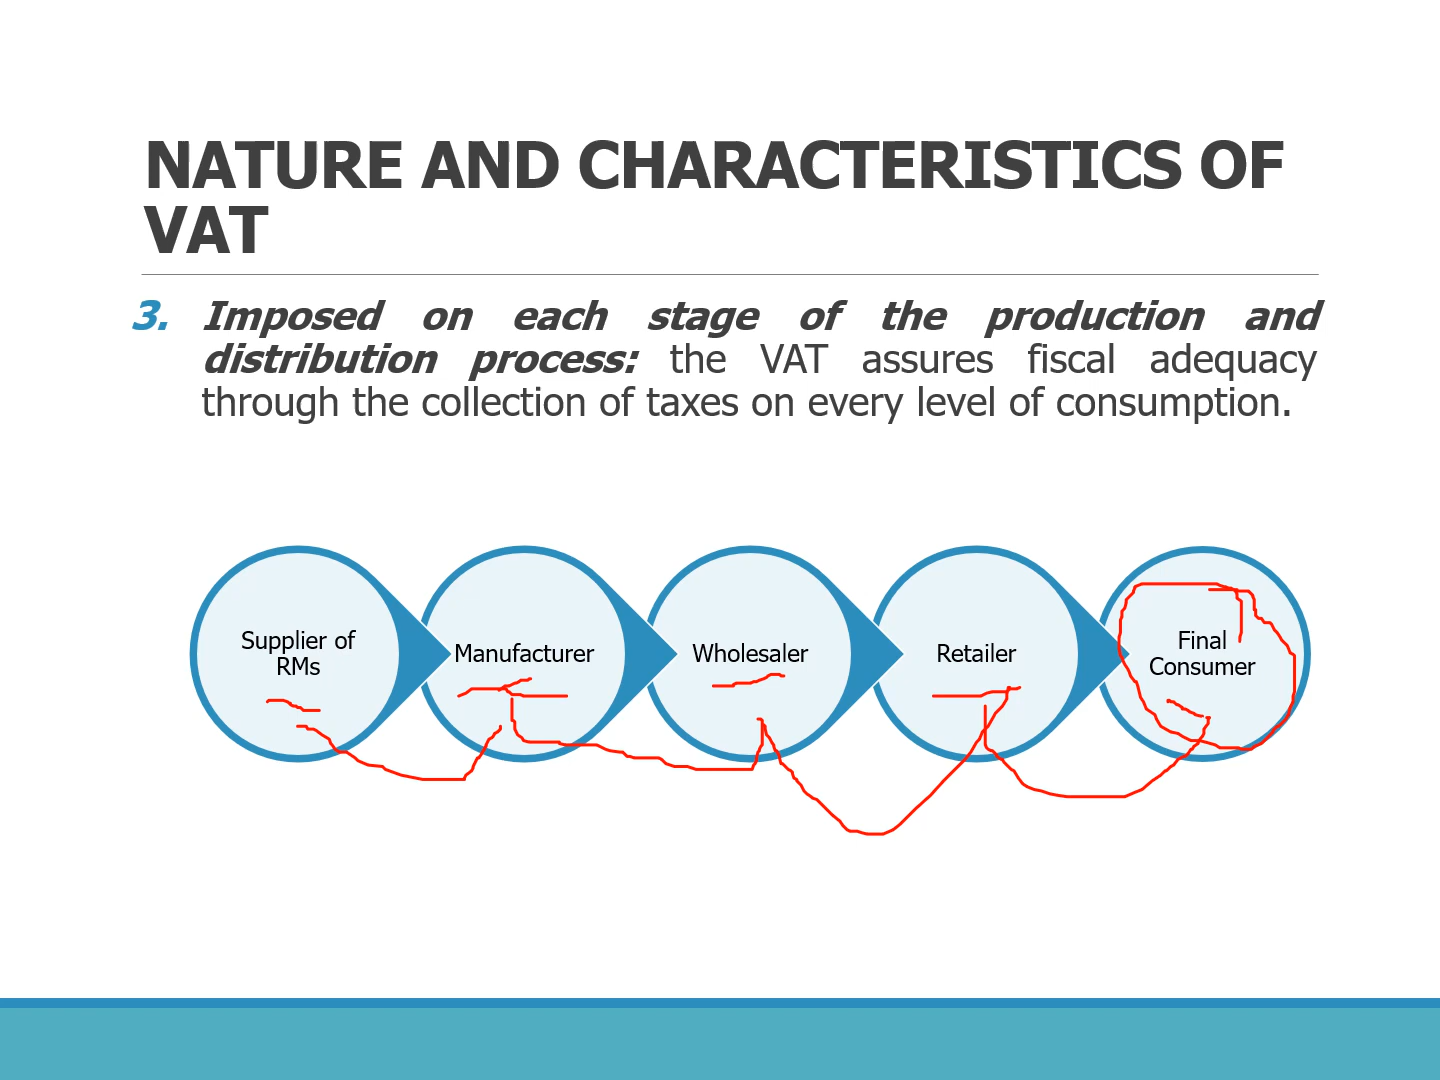 NATURE AND CHARACTERISTICS OF
VAT
3. Imposed on each stage of the production and
distribution process: the VAT assures fiscal adequacy
through the collection of taxes on every level of consumption.
Supplier of
RMs
Manufacturer
Wholesaler
Retailer
Final
Consumer